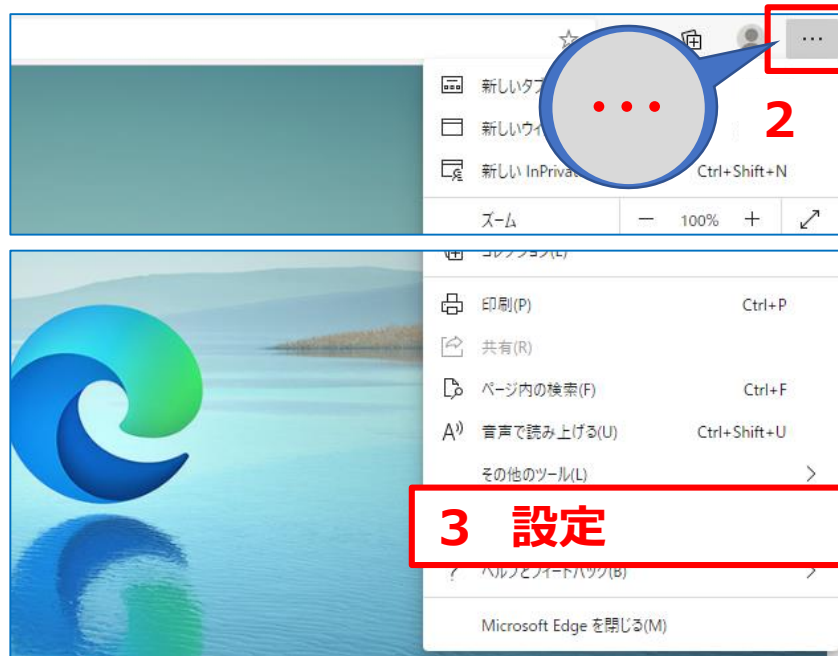 新しいタブ
2
新しいウィ
新しい InPrivat Ctrl+Shift+N
ズーム 100%
印刷(P) Ctrl+P
共有(R)
ページ内の検索(F) Ctrl+F
音声で読み上げる(U) Ctrl+Shift+U
その他のツール(L)
3 設定
ヘルプとフィードバック(B)
Microsoft Edge を閉じる(M)